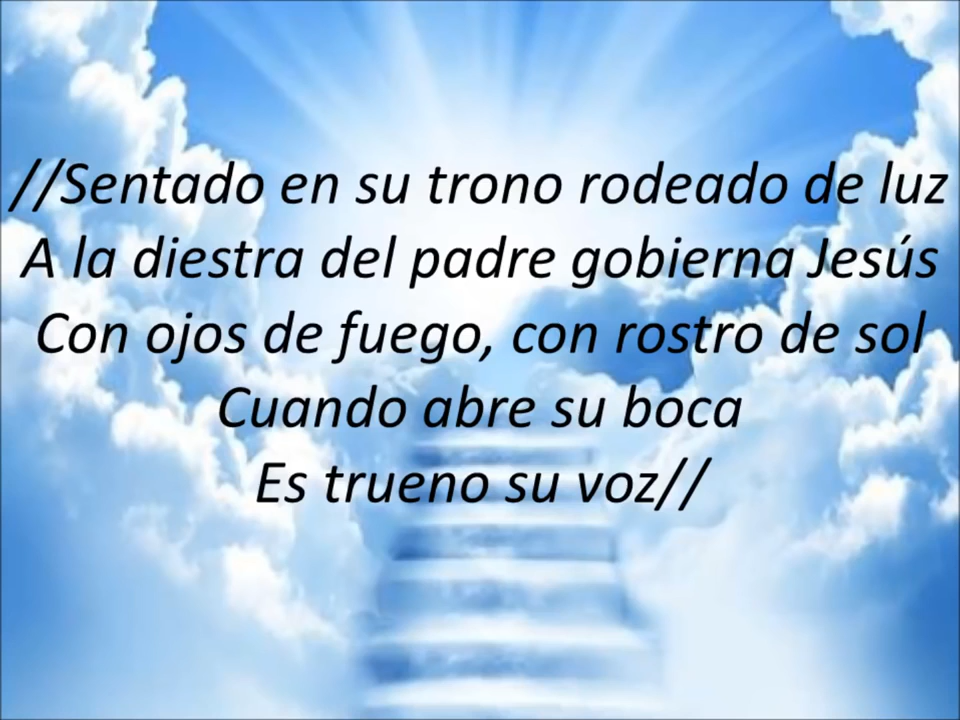 //Sentado en su trono rodeado de luz
A la diestra del padre gobierna Jesús
Con ojos de fuego, con rostro de sol
Cuando abre su boca
Es trueno su voz//